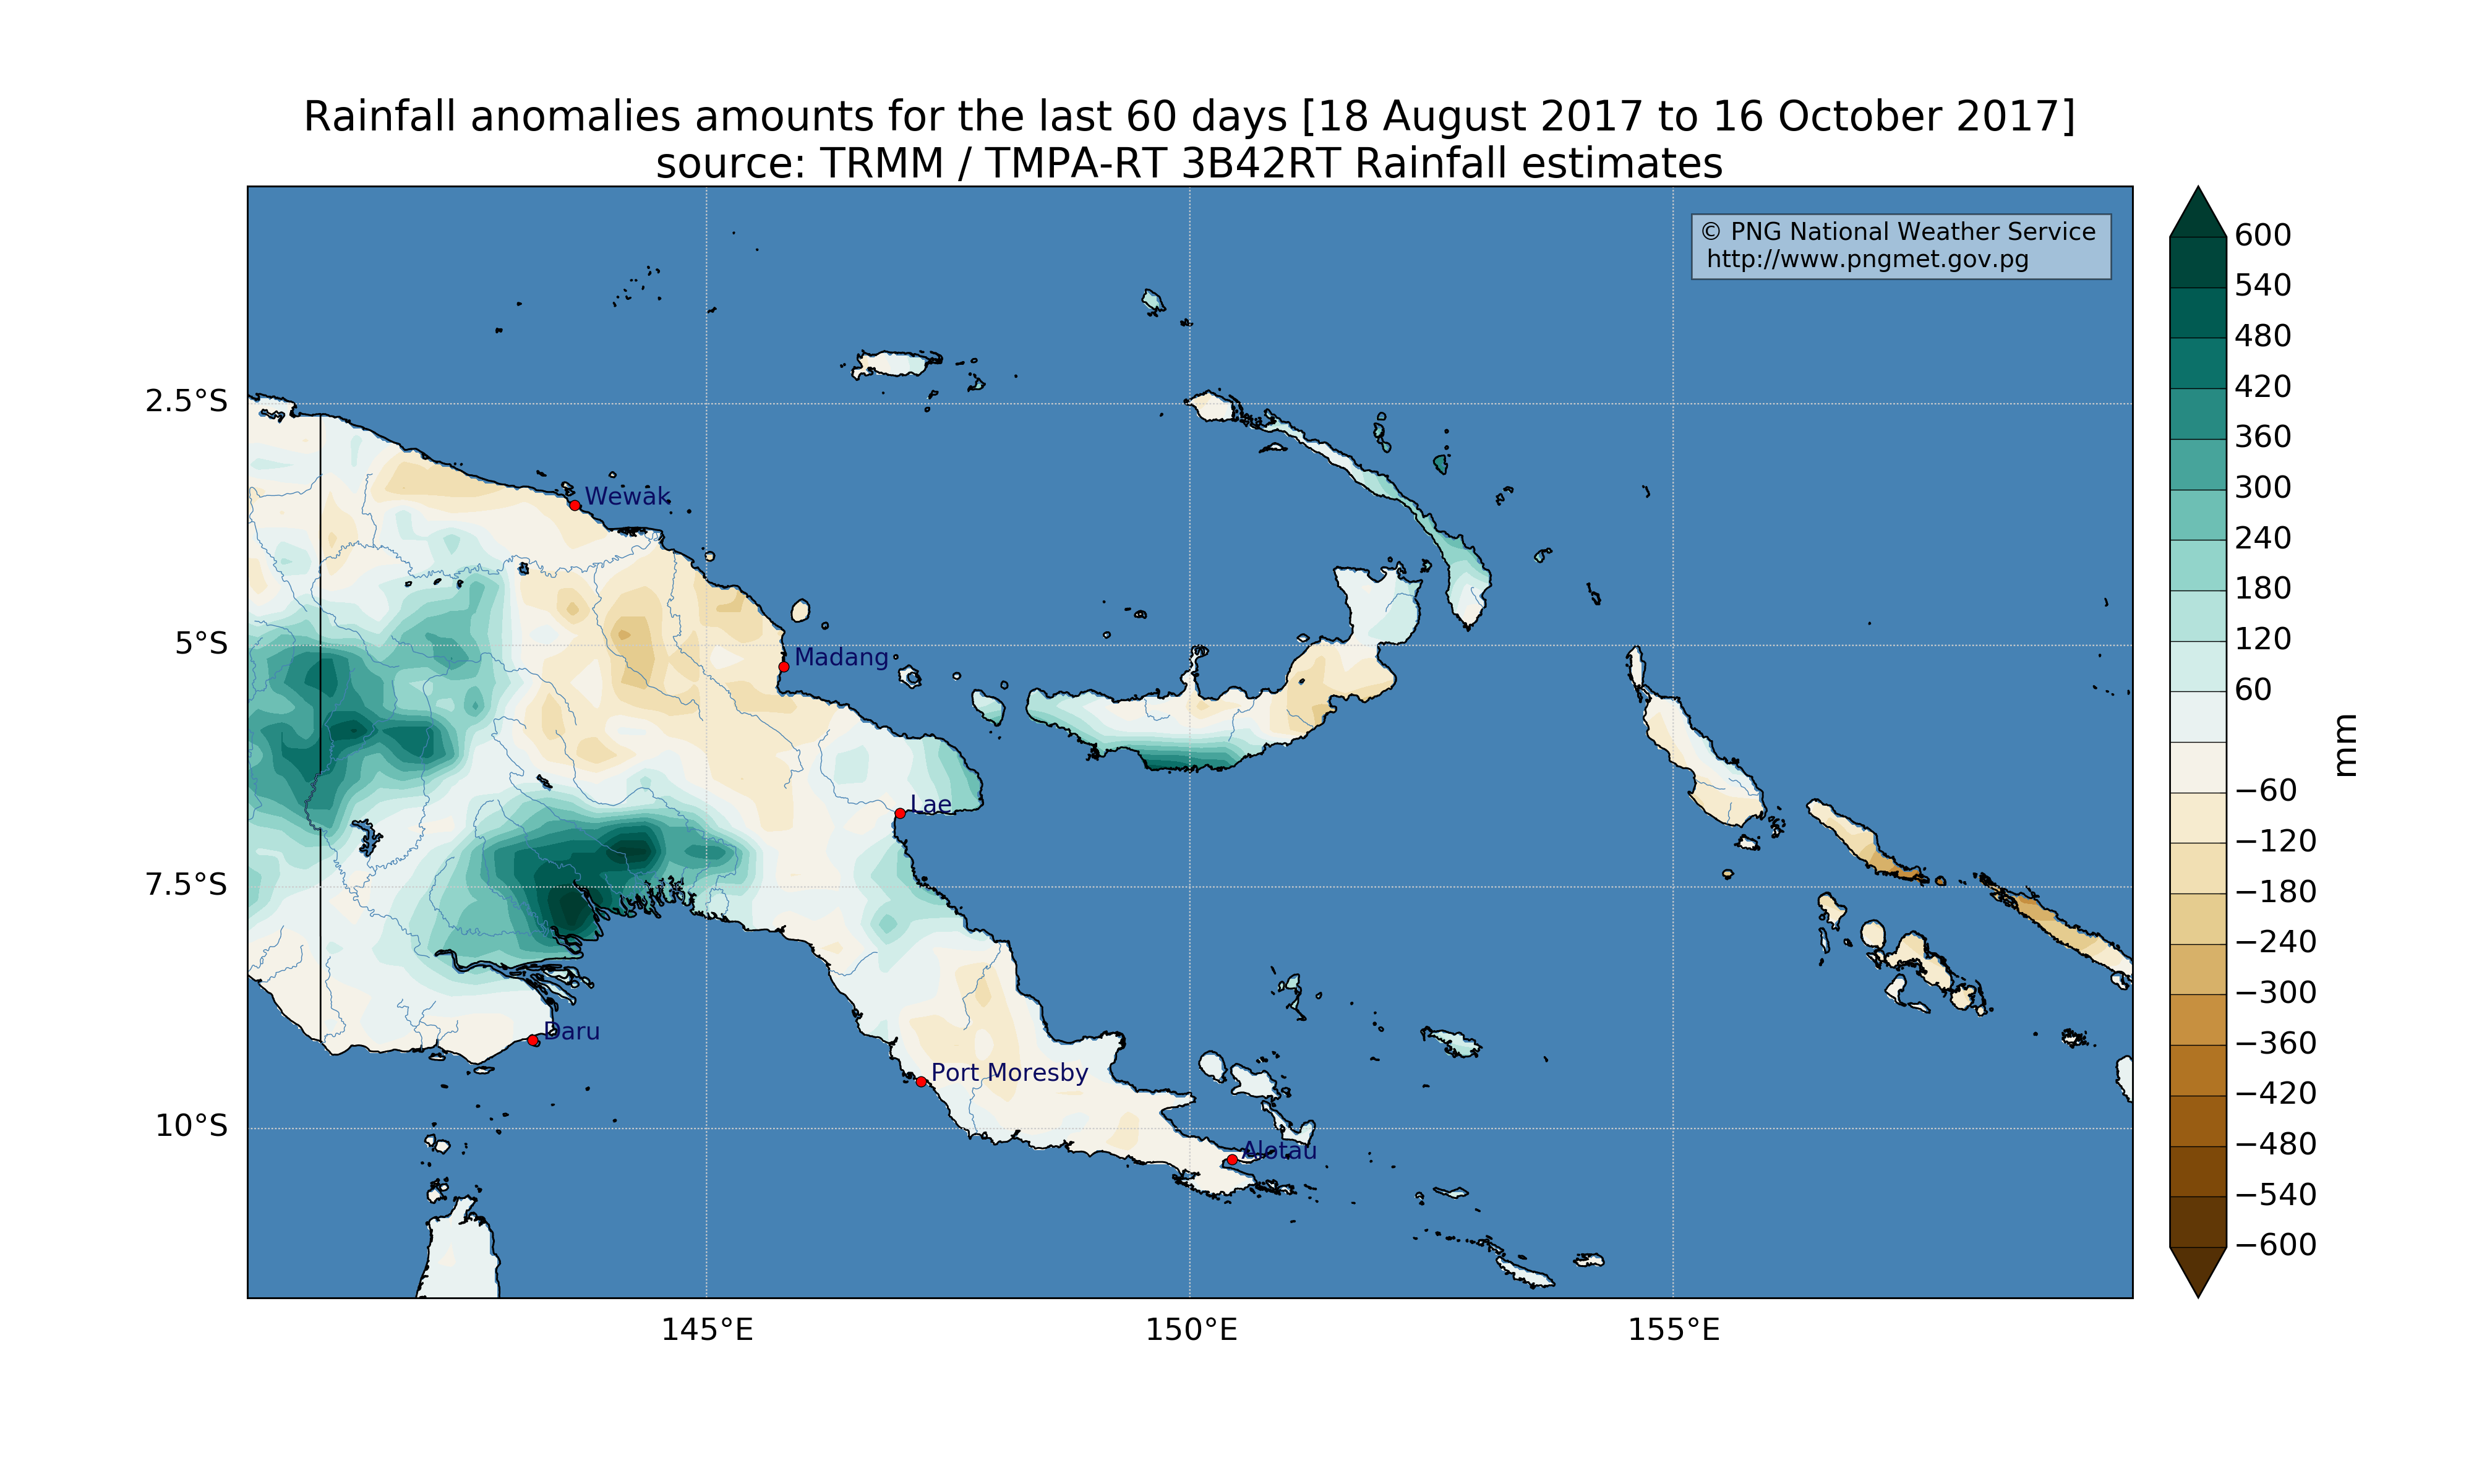 Rainfall anomalies amounts for the last 60 days [18 August 2017 to 16 October 2017]
source: TRMM / TMPA-RT 3B42RT Rainfall estimates
© PNG National Weather Service
http://www.pngmet.gov.pg
2.5°S
5°S
7.5°S
10°S
Wewak
Madang
Lae
Daru
Port Moresby
Alotau
145°E
150°E
155°E
600
540
480
420
360
300
240
180
120
60
−60
−120
−180
−240
−300
−360
−420
−480
−540
−600
mm